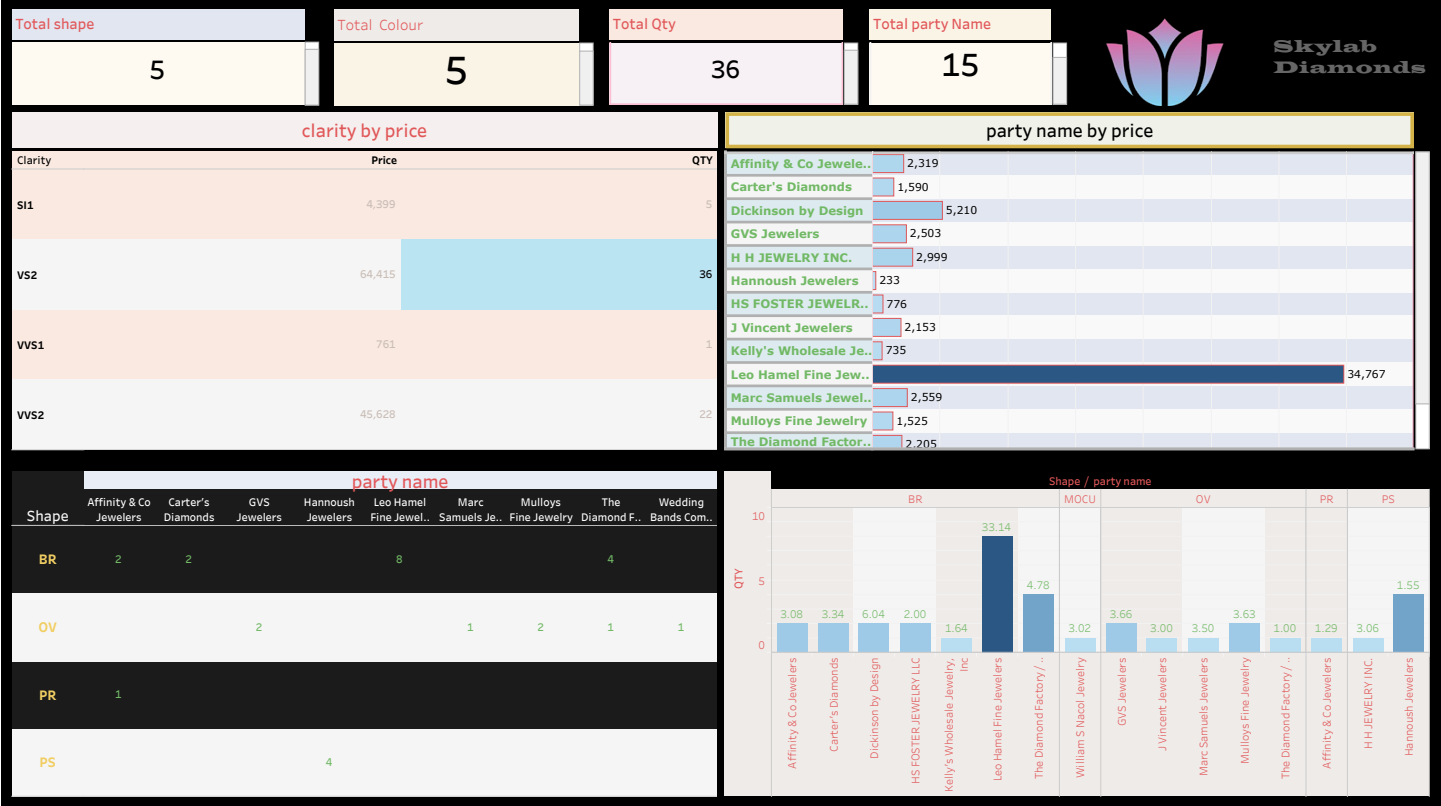 Total shape
Total Colour
Total Qty
Total party Name
5
5
36
15
Skylab
Diamonds
clarity by price
Clarity Price QTY
SI1 4,399 5
VS2 64,415 36
VVS1 761 1
VVS2 45,628 22
party name by price
Affinity & Co Jewele.. 2,319
Carter's Diamonds 1,590
Dickinson by Design 5,210
GVS Jewelers 2,503
H H JEWELRY INC. 2,999
Hannoush Jewelers 233
HS FOSTER JEWELR.. 776
J Vincent Jewelers 2,153
Kelly's Wholesale Je.. 735
Leo Hamel Fine Jew.. 34,767
Marc Samuels Jewel.. 2,559
Mulloys Fine Jewelry 1,525
The Diamond Factor.. 2,205
party name
Affinity & Co Carter's GVS Hannoush Leo Hamel Marc Mulloys The Wedding
Shape Jewelers Diamonds Jewelers Jewelers Fine Jewel.. Samuels Je.. Fine Jewelry Diamond F.. Bands Com..
BR 2 2 8 4
OV 2 1 2 1 1
PR 1
PS 4
Shape / party name
BR MOCU OV PR PS
10
5
0
QTY
3.08 3.34 6.04 2.00 1.64 33.14 4.78 3.02 3.66 3.00 3.50 3.63 1.00 1.29 3.06 1.55
Affinity & Co Jewelers
Carter's Diamonds
Dickinson by Design
HS FOSTER JEWELRY LLC
Kelly's Wholesale Jewelry,
Inc
Leo Hamel Fine Jewelers
The Diamond Factory/ ..
William S Nacol Jewelry
GVS Jewelers
J Vincent Jewelers
Marc Samuels Jewelers
Mulloys Fine Jewelry
The Diamond Factory/ ..
Affinity & Co Jewelers
H H JEWELRY INC.
Hannoush Jewelers